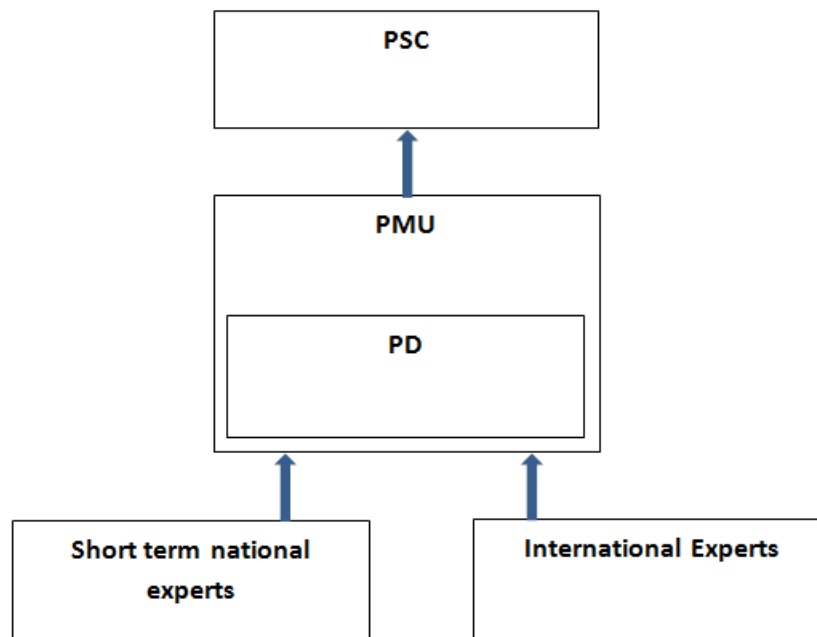 PSC
PMU
PD
Short term national
experts
International Experts